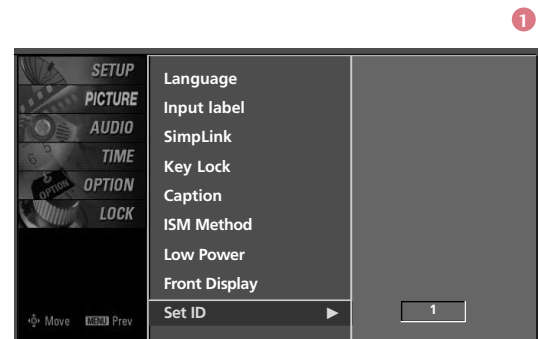 1
SETUP
PICTURE
AUDIO
TIME
OPTION
LOCK
Move MENU Prev
Language
Input label
SimpLink
Key Lock
Caption
ISM Method
Low Power
Front Display
Set ID ▶
1